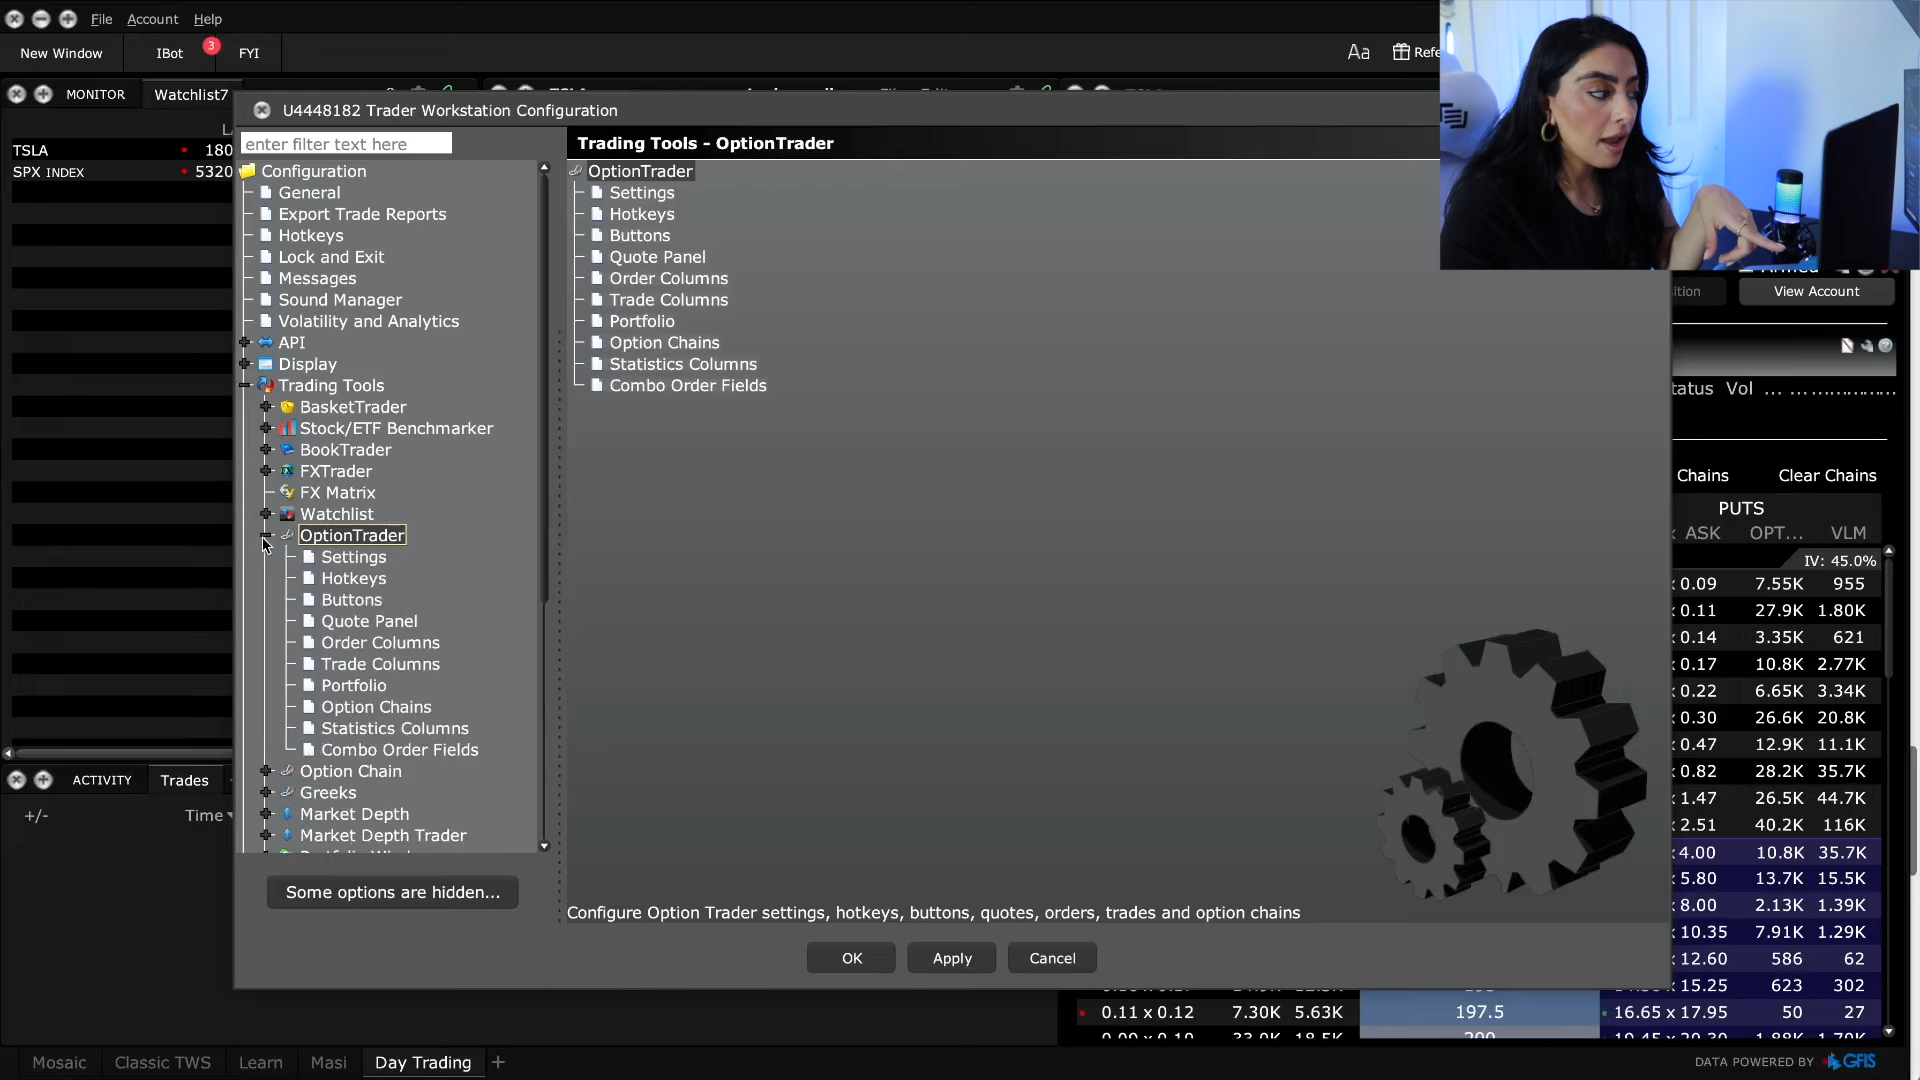 File Account Help
New Window IBot 3 FYI Aa Refe
MONITOR Watchlist7
U4448182 Trader Workstation Configuration
enter filter text here
Trading Tools - OptionTrader
TSLA 180
SPX INDEX 5320
Configuration
General
Export Trade Reports
Hotkeys
Lock and Exit
Messages
Sound Manager
Volatility and Analytics
API
Display
Trading Tools
BasketTrader
Stock/ETF Benchmarker
BookTrader
FXTrader
FX Matrix
Watchlist
OptionTrader
Settings
Hotkeys
Buttons
Quote Panel
Order Columns
Trade Columns
Portfolio
Option Chains
Statistics Columns
Combo Order Fields
Option Chain
Greeks
Market Depth
Market Depth Trader
Some options are hidden...
OptionTrader
Settings
Hotkeys
Buttons
Quote Panel
Order Columns
Trade Columns
Portfolio
Option Chains
Statistics Columns
Combo Order Fields
Configure Option Trader settings, hotkeys, buttons, quotes, orders, trades and option chains
OK Apply Cancel
View Account
tatus Vol
Chains Clear Chains
PUTS
ASK OPT... VLM
IV: 45.0%
x 0.09 7.55K 955
x 0.11 27.9K 1.80K
x 0.14 3.35K 621
x 0.17 10.8K 2.77K
x 0.22 6.65K 3.34K
x 0.30 26.6K 20.8K
x 0.47 12.9K 11.1K
x 0.82 28.2K 35.7K
x 1.47 26.5K 44.7K
x 2.51 40.2K 116K
x 4.00 10.8K 35.7K
x 5.80 13.7K 15.5K
x 8.00 2.13K 1.39K
x 10.35 7.91K 1.29K
x 12.60 586 62
x 15.25 623 302
0.11 x 0.12 7.30K 5.63K 197.5 16.65 x 17.95 50 27
ACTIVITY Trades
+/- Time
Mosaic Classic TWS Learn Masi Day Trading +
DATA POWERED BY GFIS